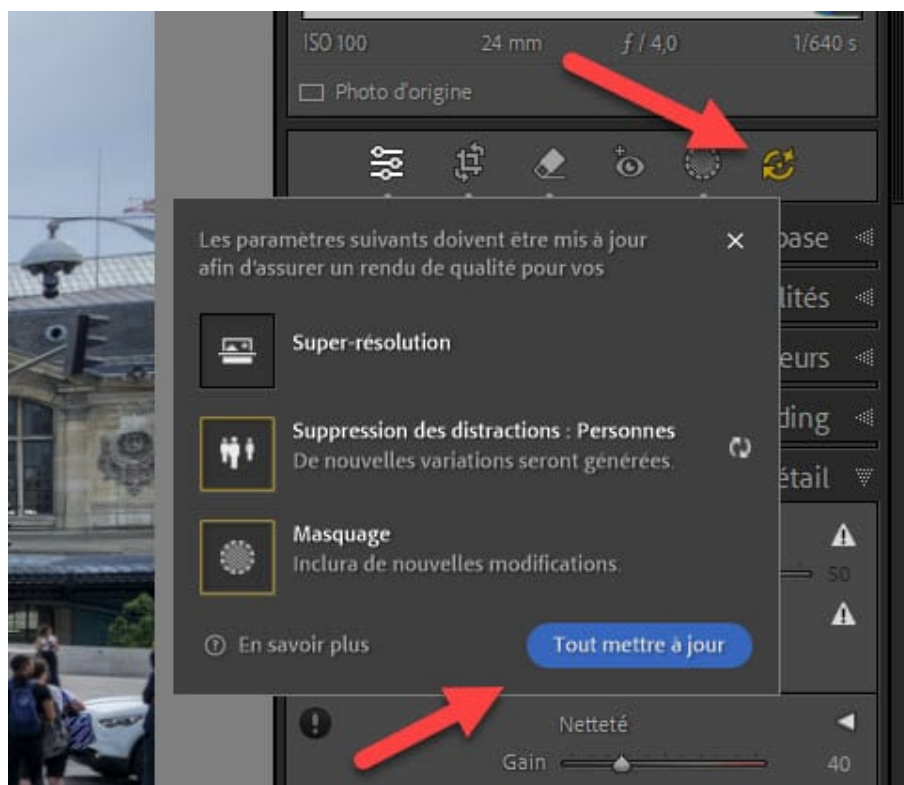 ISO 100 24 mm ƒ / 4,0 1/640 s
Photo d'origine
Les paramètres suivants doivent être mis à jour
afin d'assurer un rendu de qualité pour vos
base
lités
Super-résolution
eurs
ding
Suppression des distractions : Personnes
De nouvelles variations seront générées.
étail
Masquage
Inclura de nouvelles modifications.
50
En savoir plus
Tout mettre à jour
Netteté
Gain 40